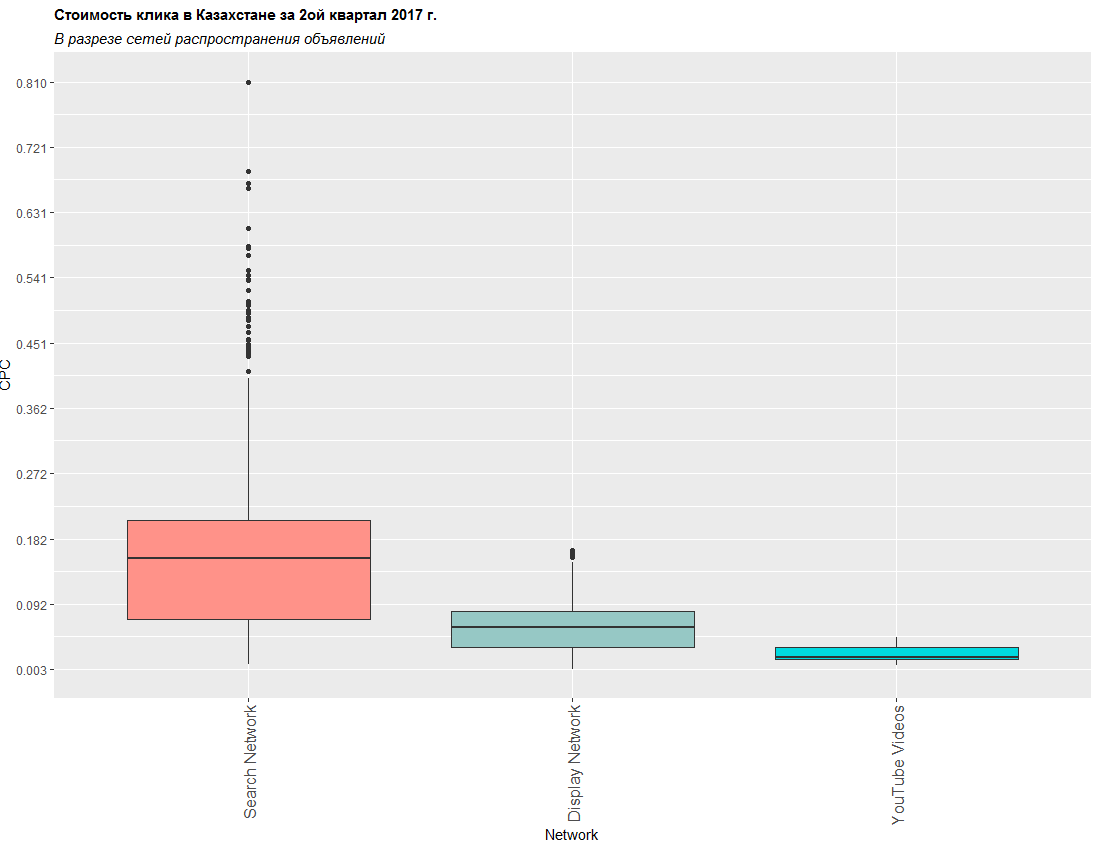 Стоимость клика в Казахстане за 2ой квартал 2017 г.
В разрезе сетей распространения объявлений
0.810
0.721
0.631
0.541
0.451
0.362
0.272
0.182
0.092
0.003
CPC
Search Network
Display Network
YouTube Videos
Network